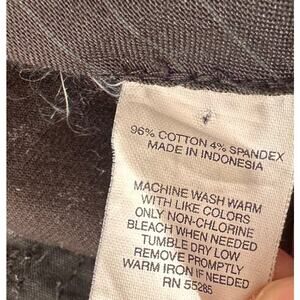 96% COTTON 4% SPANDEX
MADE IN INDONESIA
MACHINE WASH WARM
WITH LIKE COLORS
ONLY NON-CHLORINE
BLEACH WHEN NEEDED
TUMBLE DRY LOW
REMOVE PROMPTLY
WARM IRON IF NEEDED
RN 55285